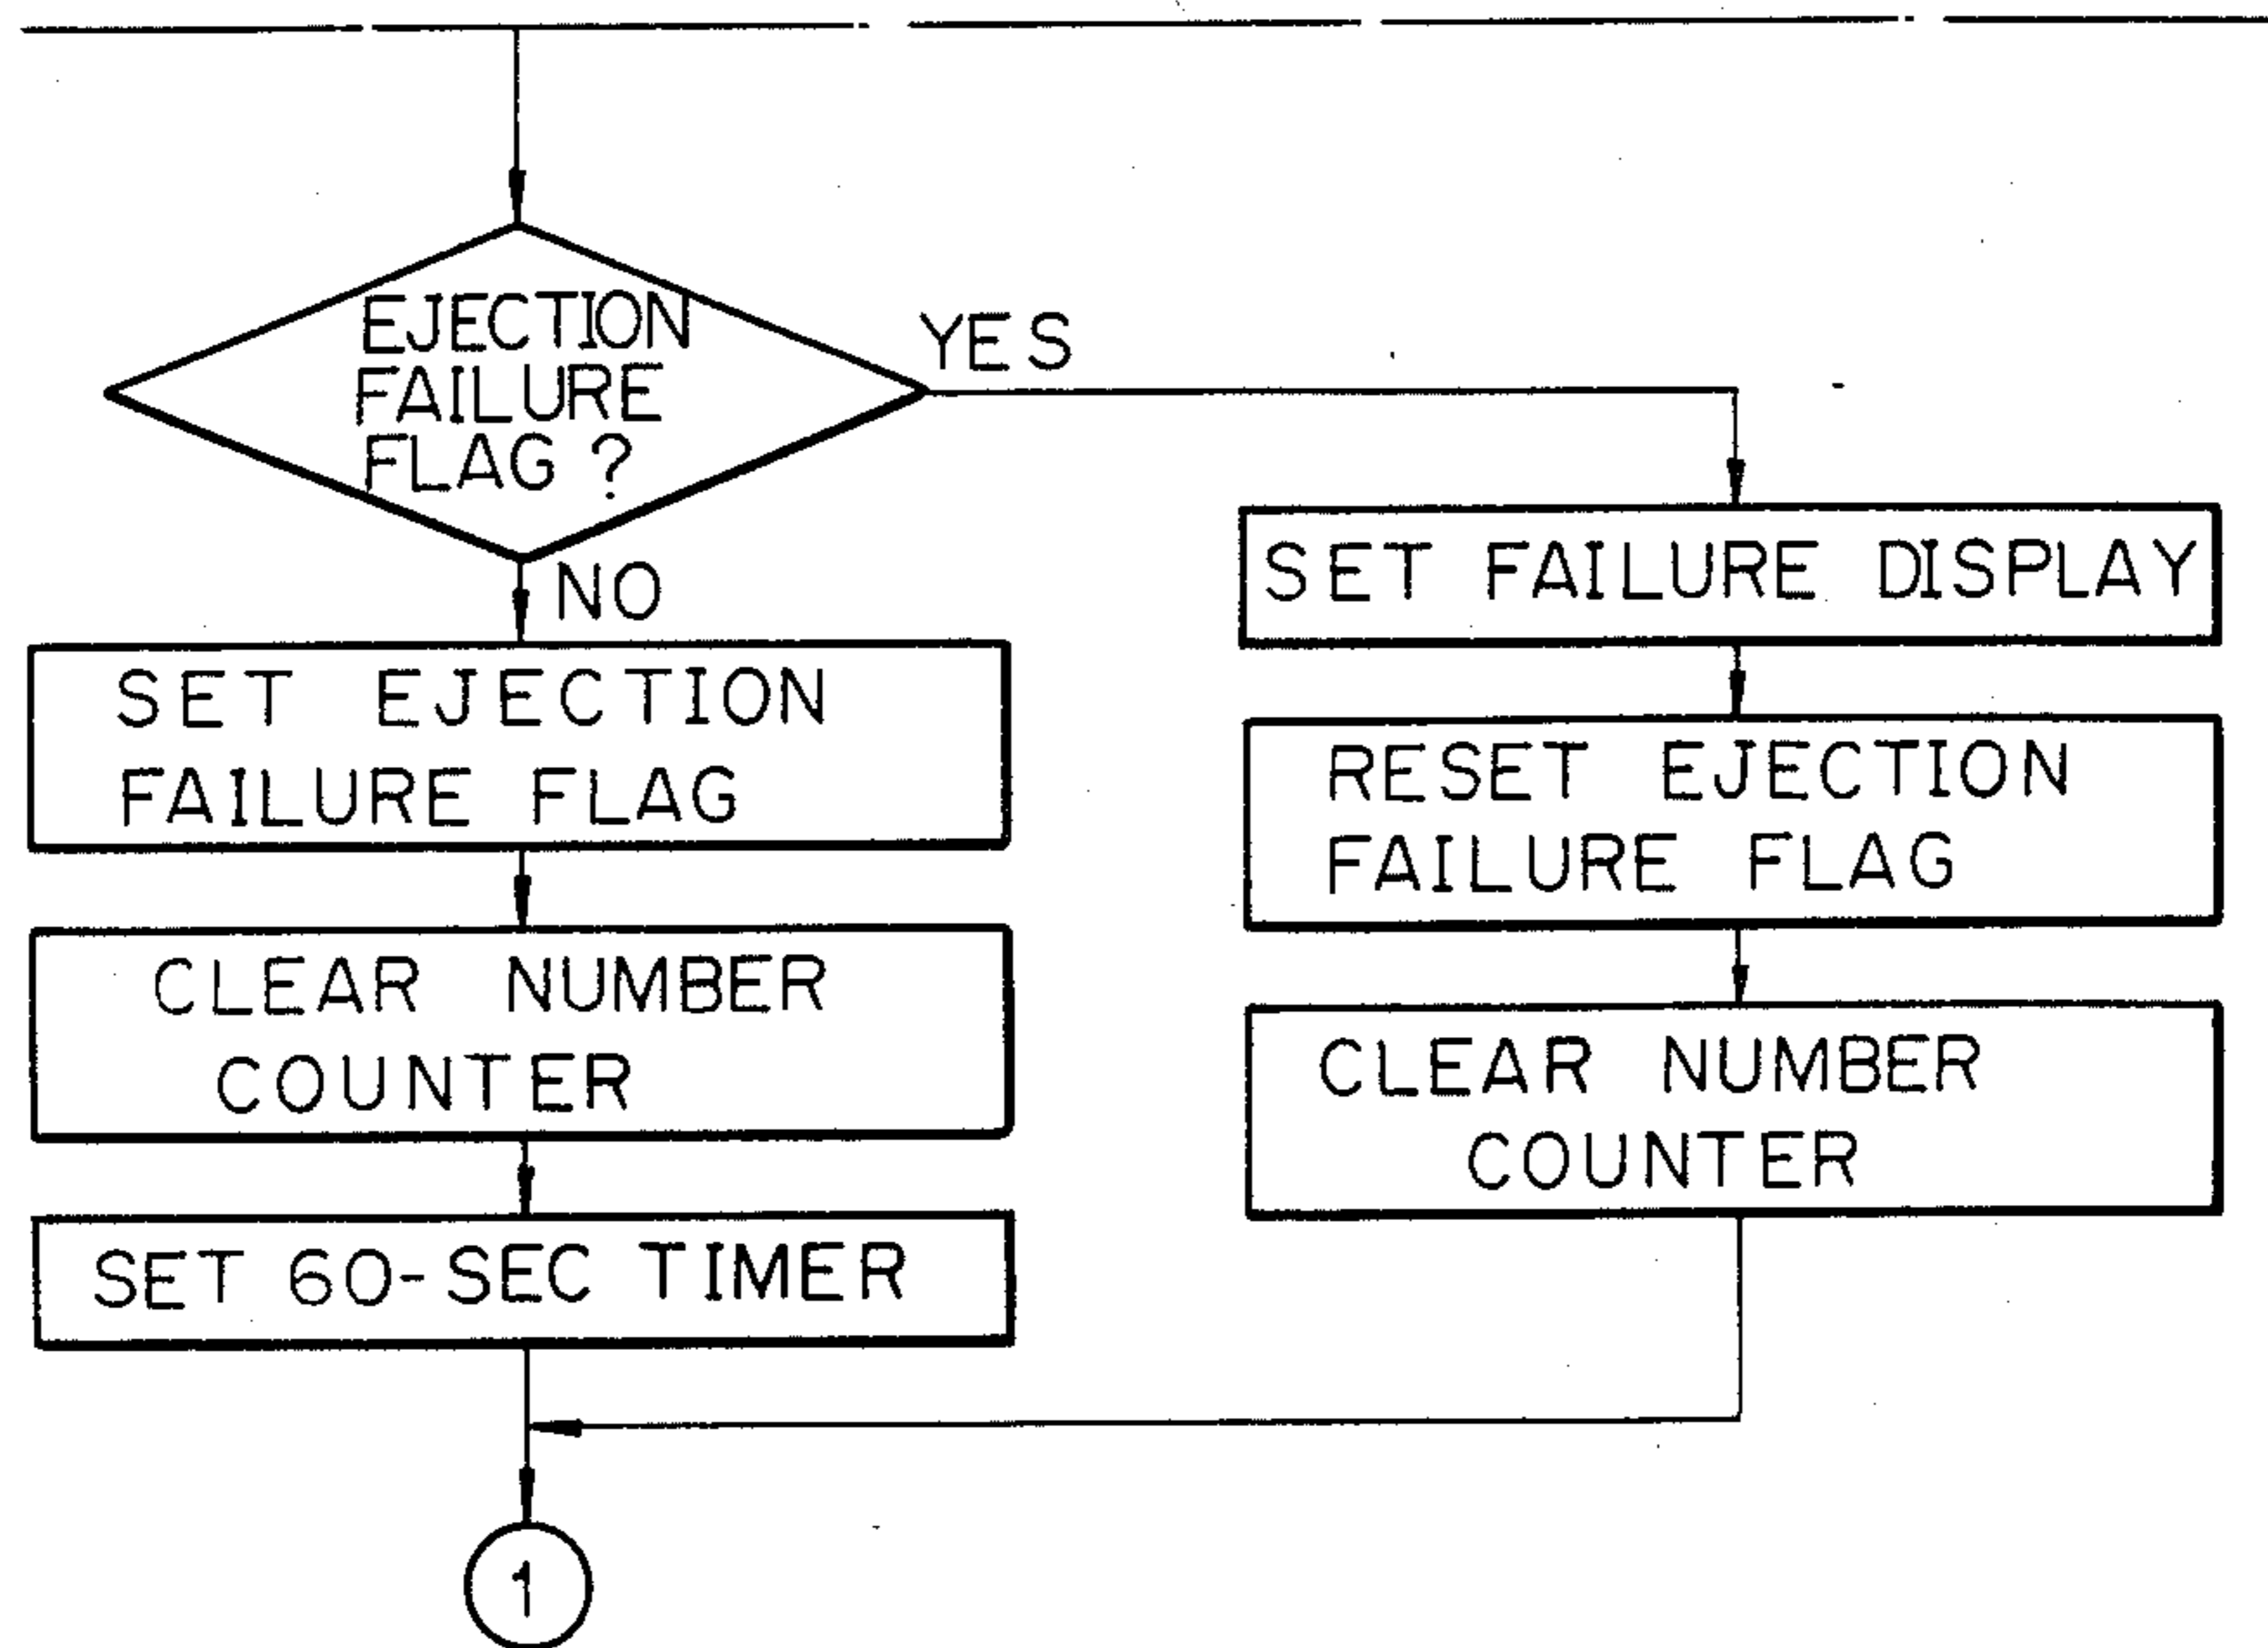 EJECTION
FAILURE
FLAG ?
YES
NO
SET FAILURE DISPLAY
SET EJECTION
FAILURE FLAG
RESET EJECTION
FAILURE FLAG
CLEAR NUMBER
COUNTER
CLEAR NUMBER
COUNTER
SET 60-SEC TIMER
1